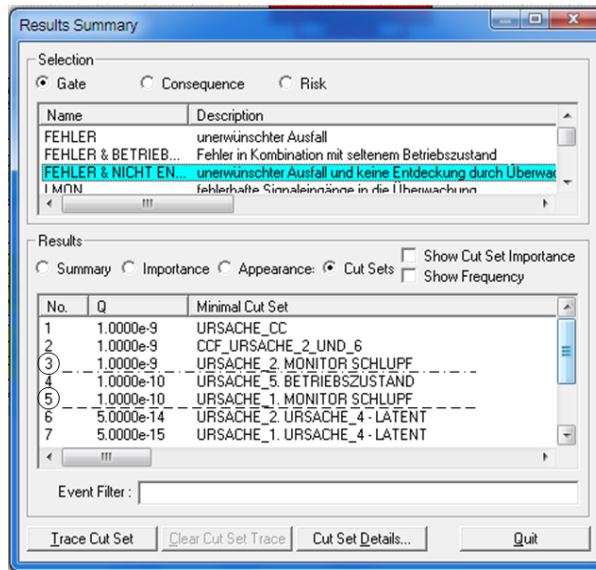 Results Summary
Selection
Gate Consequence Risk
Name Description
FEHLER unerwünschter Ausfall
FEHLER & BETRIEB... Fehler in Kombination mit seltenem Betriebszustand
FEHLER & NICHT EN... unerwünschter Ausfall und keine Entdeckung durch Überwac
LMON fehlerhafte Signaleingänge in die Überwachung
Results
Show Cut Set Importance
Summary Importance Appearance: Cut Sets
Show Frequency
No. Q Minimal Cut Set
1 1.0000e-9 URSACHE_CC
2 1.0000e-9 CCF_URSACHE_2_UND_6
3 1.0000e-9 URSACHE_2. MONITOR SCHLUPF
4 1.0000e-10 URSACHE_5. BETRIEBSZUSTAND
5 1.0000e-10 URSACHE_1. MONITOR SCHLUPF
6 5.0000e-14 URSACHE_2. URSACHE_4 - LATENT
7 5.0000e-15 URSACHE_1. URSACHE_4 - LATENT
Event Filter :
Trace Cut Set Clear Cut Set Trace Cut Set Details... Quit